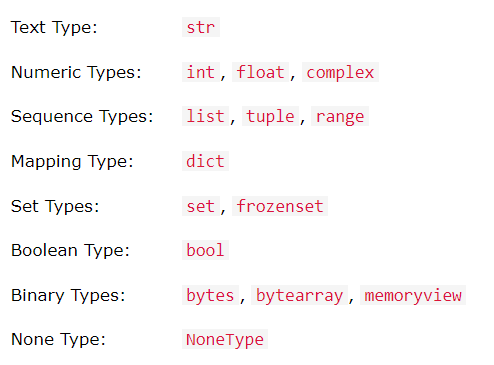 Text Type: str
Numeric Types: int, float, complex
Sequence Types: list, tuple, range
Mapping Type: dict
Set Types: set, frozenset
Boolean Type: bool
Binary Types: bytes, bytearray, memoryview
None Type: NoneType